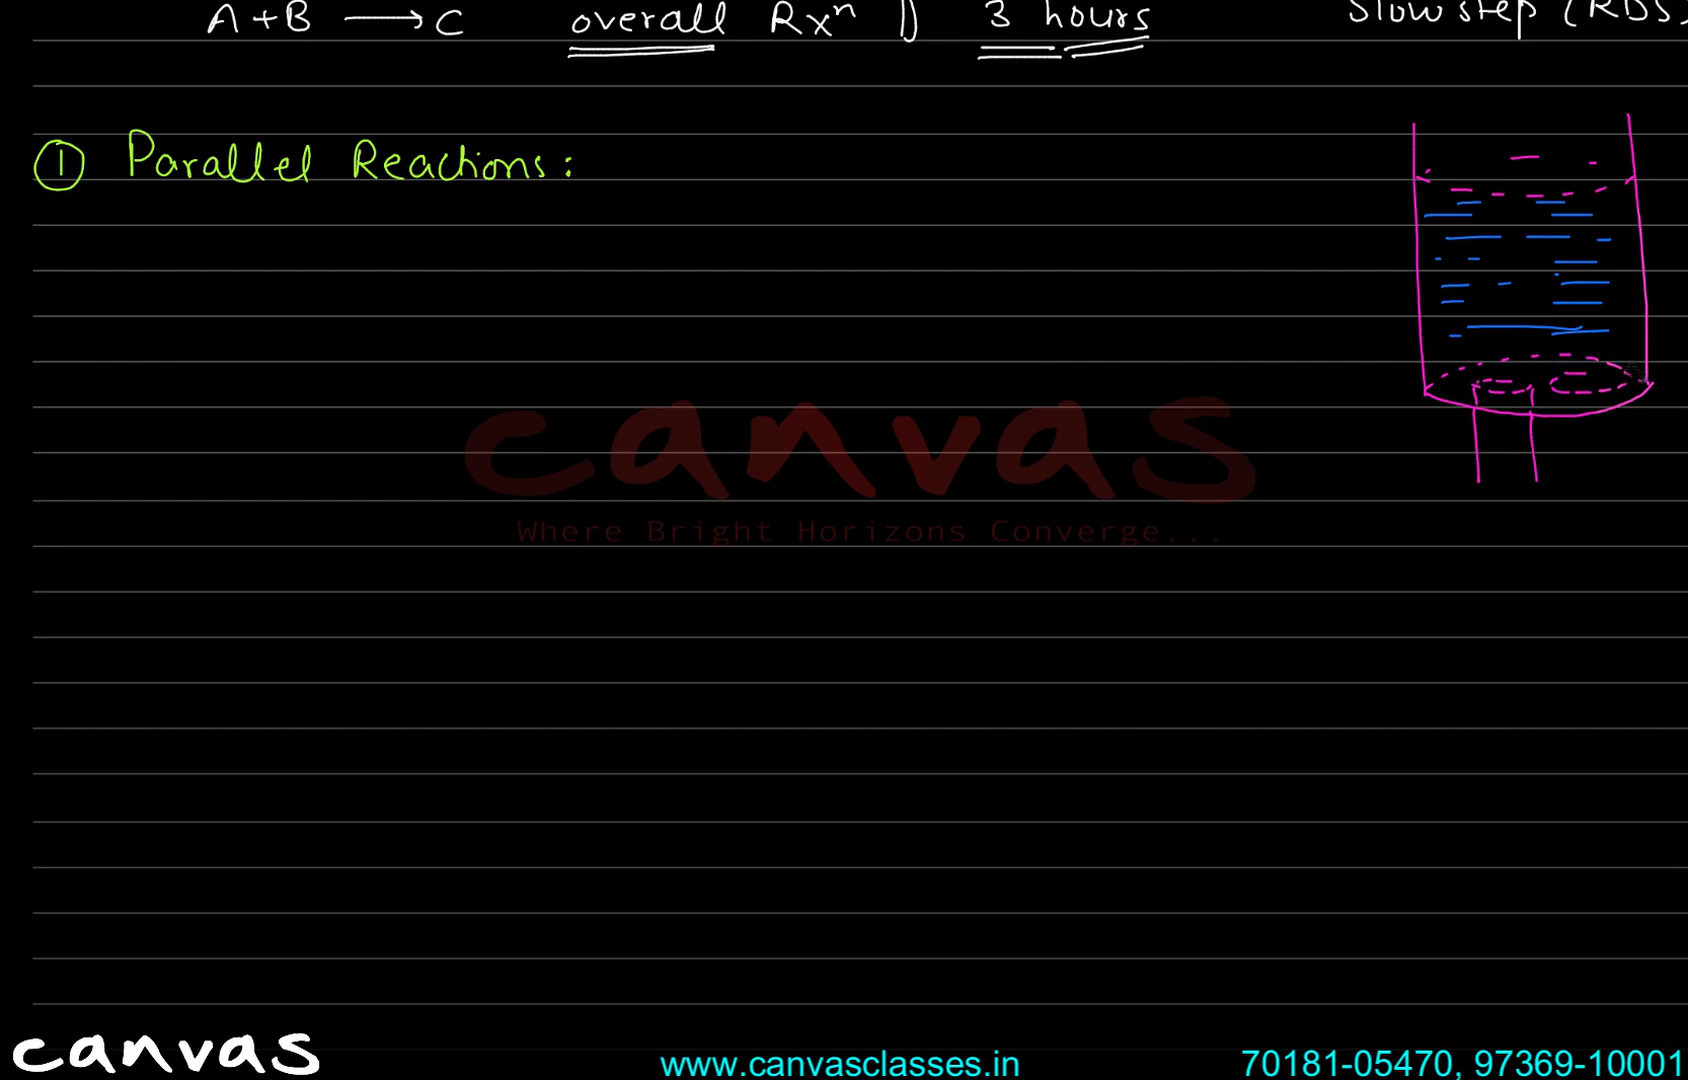 A + B ⟶ C overall Rxⁿ ⇒ 3 hours
Slow step (RDS)
① Parallel Reactions:
canvas
Where Bright Horizons Converge...
canvas
www.canvasclasses.in
70181-05470, 97369-10001